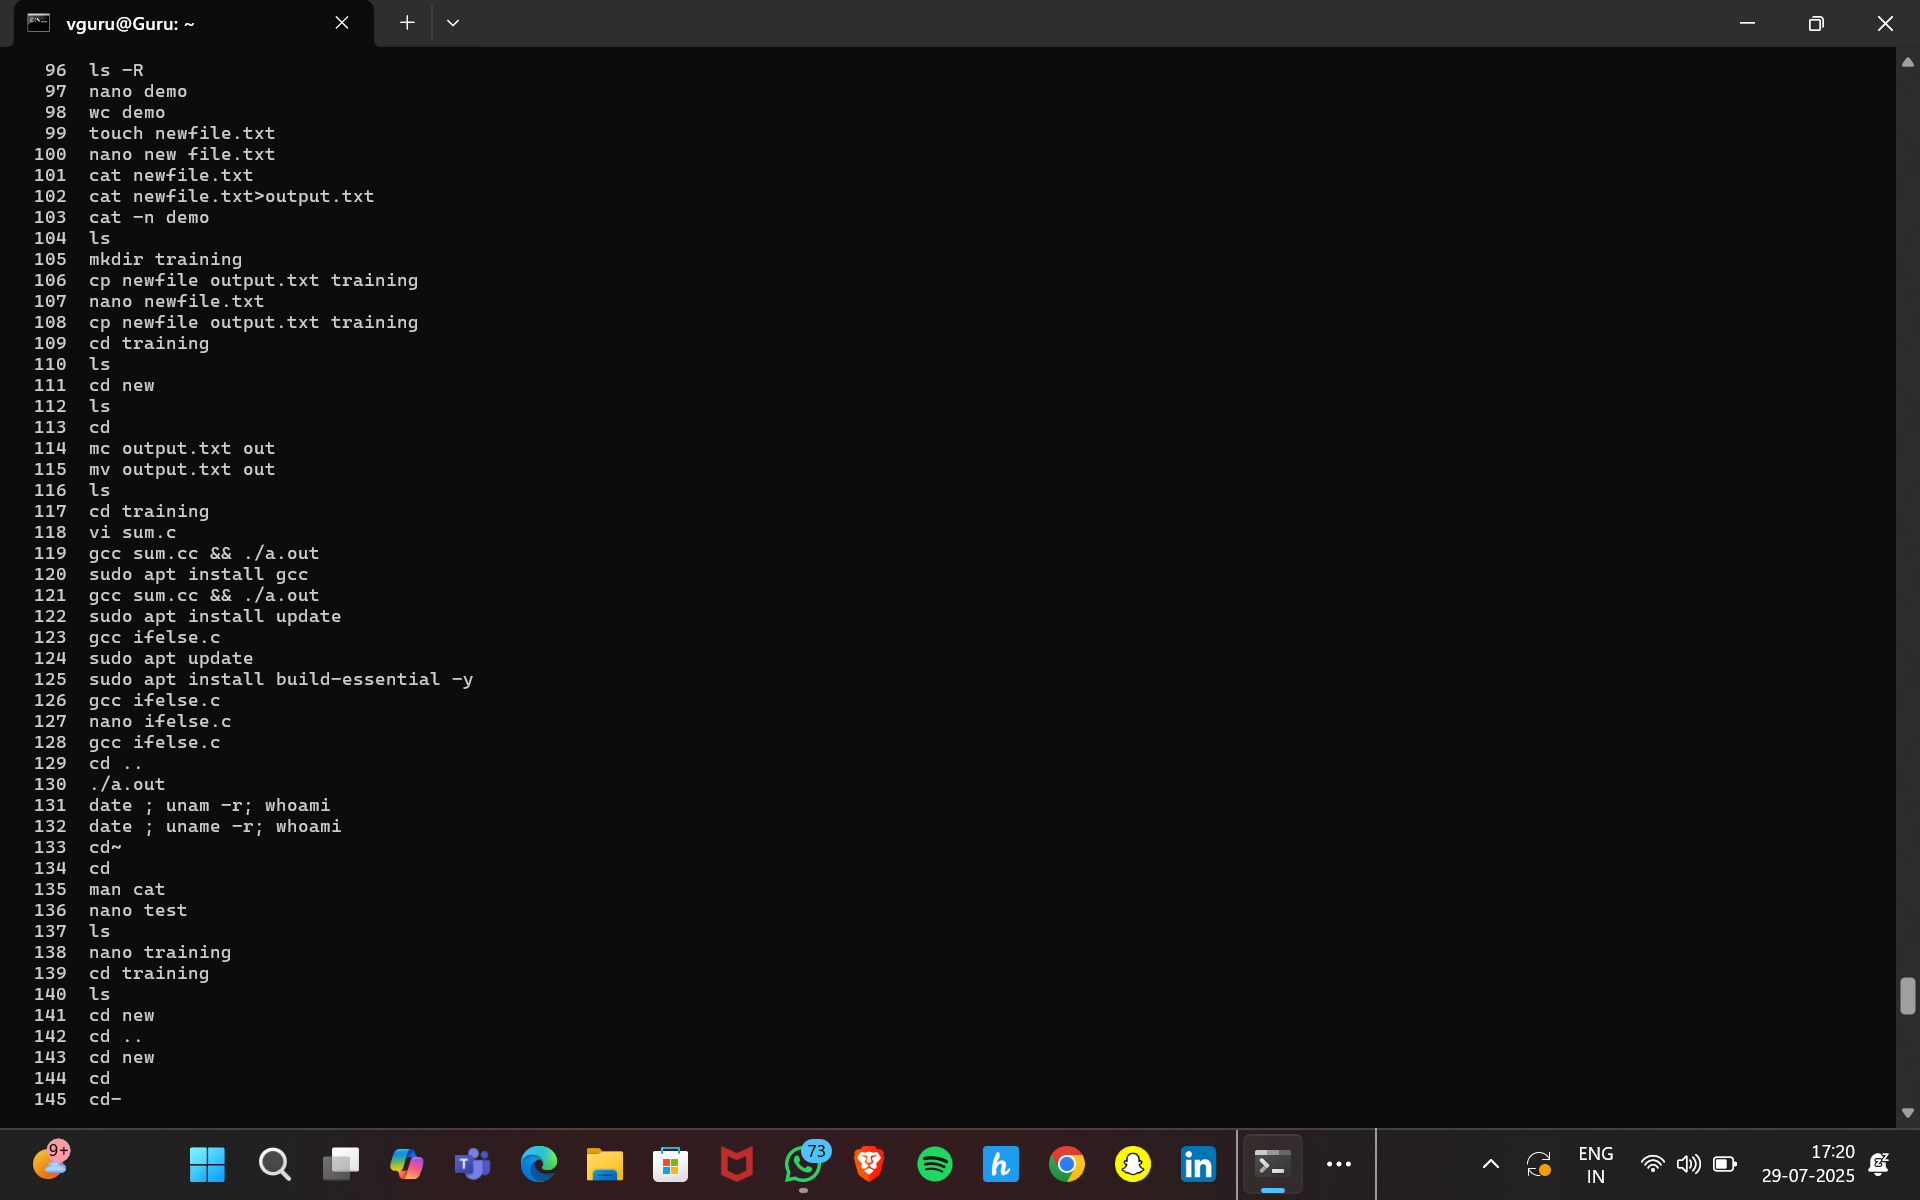 vguru@Guru: ~
96 ls -R
97 nano demo
98 wc demo
99 touch newfile.txt
100 nano new file.txt
101 cat newfile.txt
102 cat newfile.txt>output.txt
103 cat -n demo
104 ls
105 mkdir training
106 cp newfile output.txt training
107 nano newfile.txt
108 cp newfile output.txt training
109 cd training
110 ls
111 cd new
112 ls
113 cd
114 mc output.txt out
115 mv output.txt out
116 ls
117 cd training
118 vi sum.c
119 gcc sum.cc && ./a.out
120 sudo apt install gcc
121 gcc sum.cc && ./a.out
122 sudo apt install update
123 gcc ifelse.c
124 sudo apt update
125 sudo apt install build-essential -y
126 gcc ifelse.c
127 nano ifelse.c
128 gcc ifelse.c
129 cd ..
130 ./a.out
131 date ; unam -r; whoami
132 date ; uname -r; whoami
133 cd~
134 cd
135 man cat
136 nano test
137 ls
138 nano training
139 cd training
140 ls
141 cd new
142 cd ..
143 cd new
144 cd
145 cd-
9+
73
ENG
IN
17:20
29-07-2025